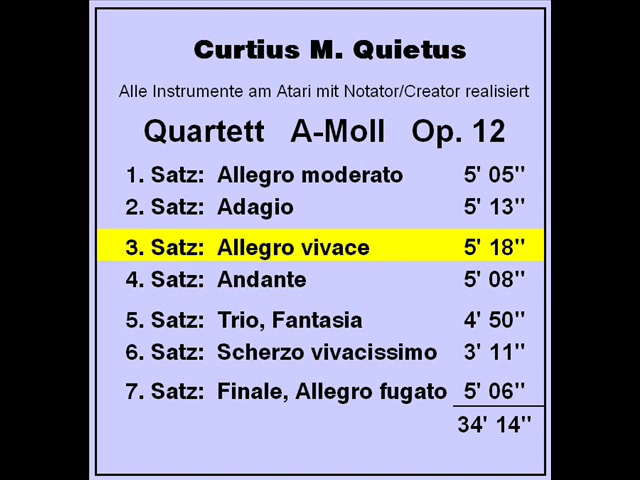 Curtius M. Quietus
Alle Instrumente am Atari mit Notator/Creator realisiert
Quartett A-Moll Op. 12
1. Satz: Allegro moderato 5' 05"
2. Satz: Adagio 5' 13"
3. Satz: Allegro vivace 5' 18"
4. Satz: Andante 5' 08"
5. Satz: Trio, Fantasia 4' 50"
6. Satz: Scherzo vivacissimo 3' 11"
7. Satz: Finale, Allegro fugato 5' 06"
34' 14"